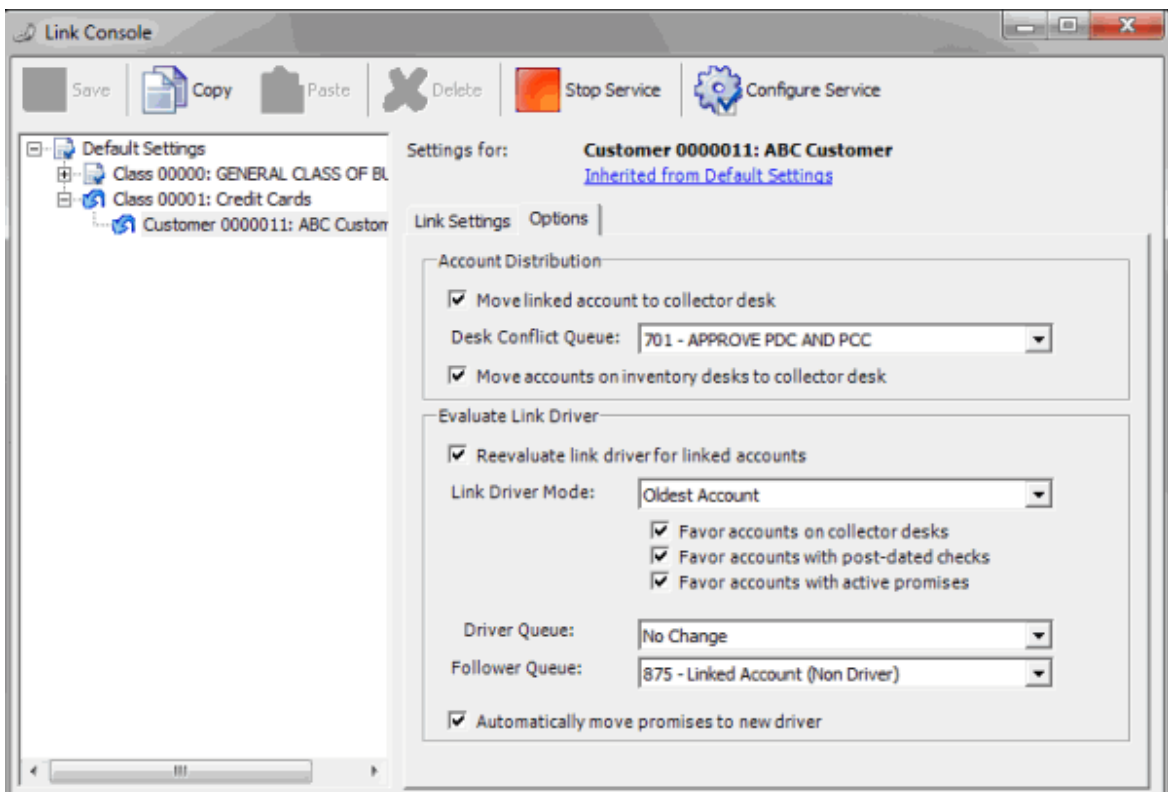 Link Console
Save Copy Paste Delete Stop Service Configure Service
Default Settings
Class 00000: GENERAL CLASS OF BU
Class 00001: Credit Cards
Customer 0000011: ABC Custom
Settings for: Customer 0000011: ABC Customer
Inherited from Default Settings
Link Settings Options
Account Distribution
Move linked account to collector desk
Desk Conflict Queue: 701 - APPROVE PDC AND PCC
Move accounts on inventory desks to collector desk
Evaluate Link Driver
Reevaluate link driver for linked accounts
Link Driver Mode: Oldest Account
Favor accounts on collector desks
Favor accounts with post-dated checks
Favor accounts with active promises
Driver Queue: No Change
Follower Queue: 875 - Linked Account (Non Driver)
Automatically move promises to new driver